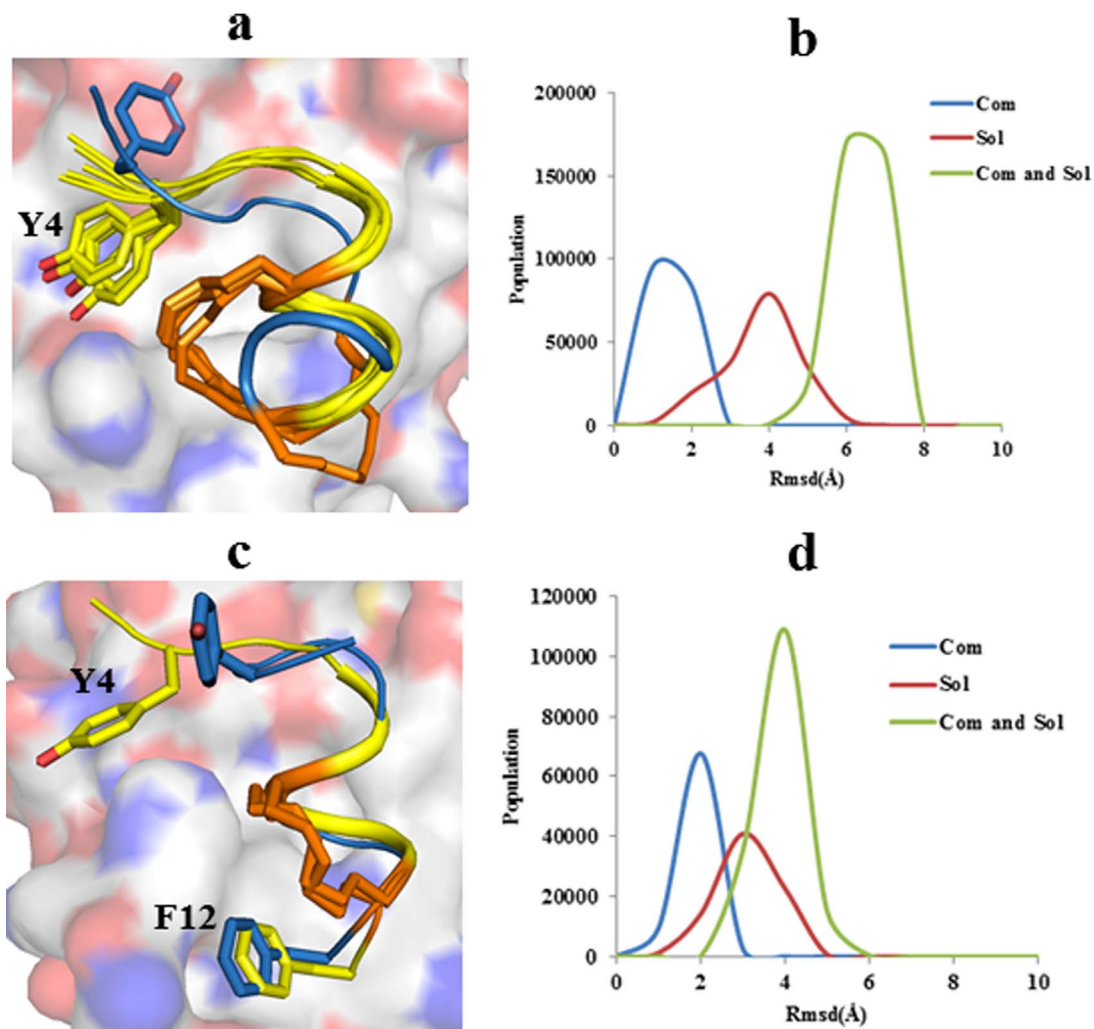 a
Y4
b
200000
150000
100000
50000
0
Population
0 2 4 6 8 10
Rmsd(Å)
Com
Sol
Com and Sol
c
Y4
F12
d
120000
100000
80000
60000
40000
20000
0
Population
0 2 4 6 8 10
Rmsd(Å)
Com
Sol
Com and Sol